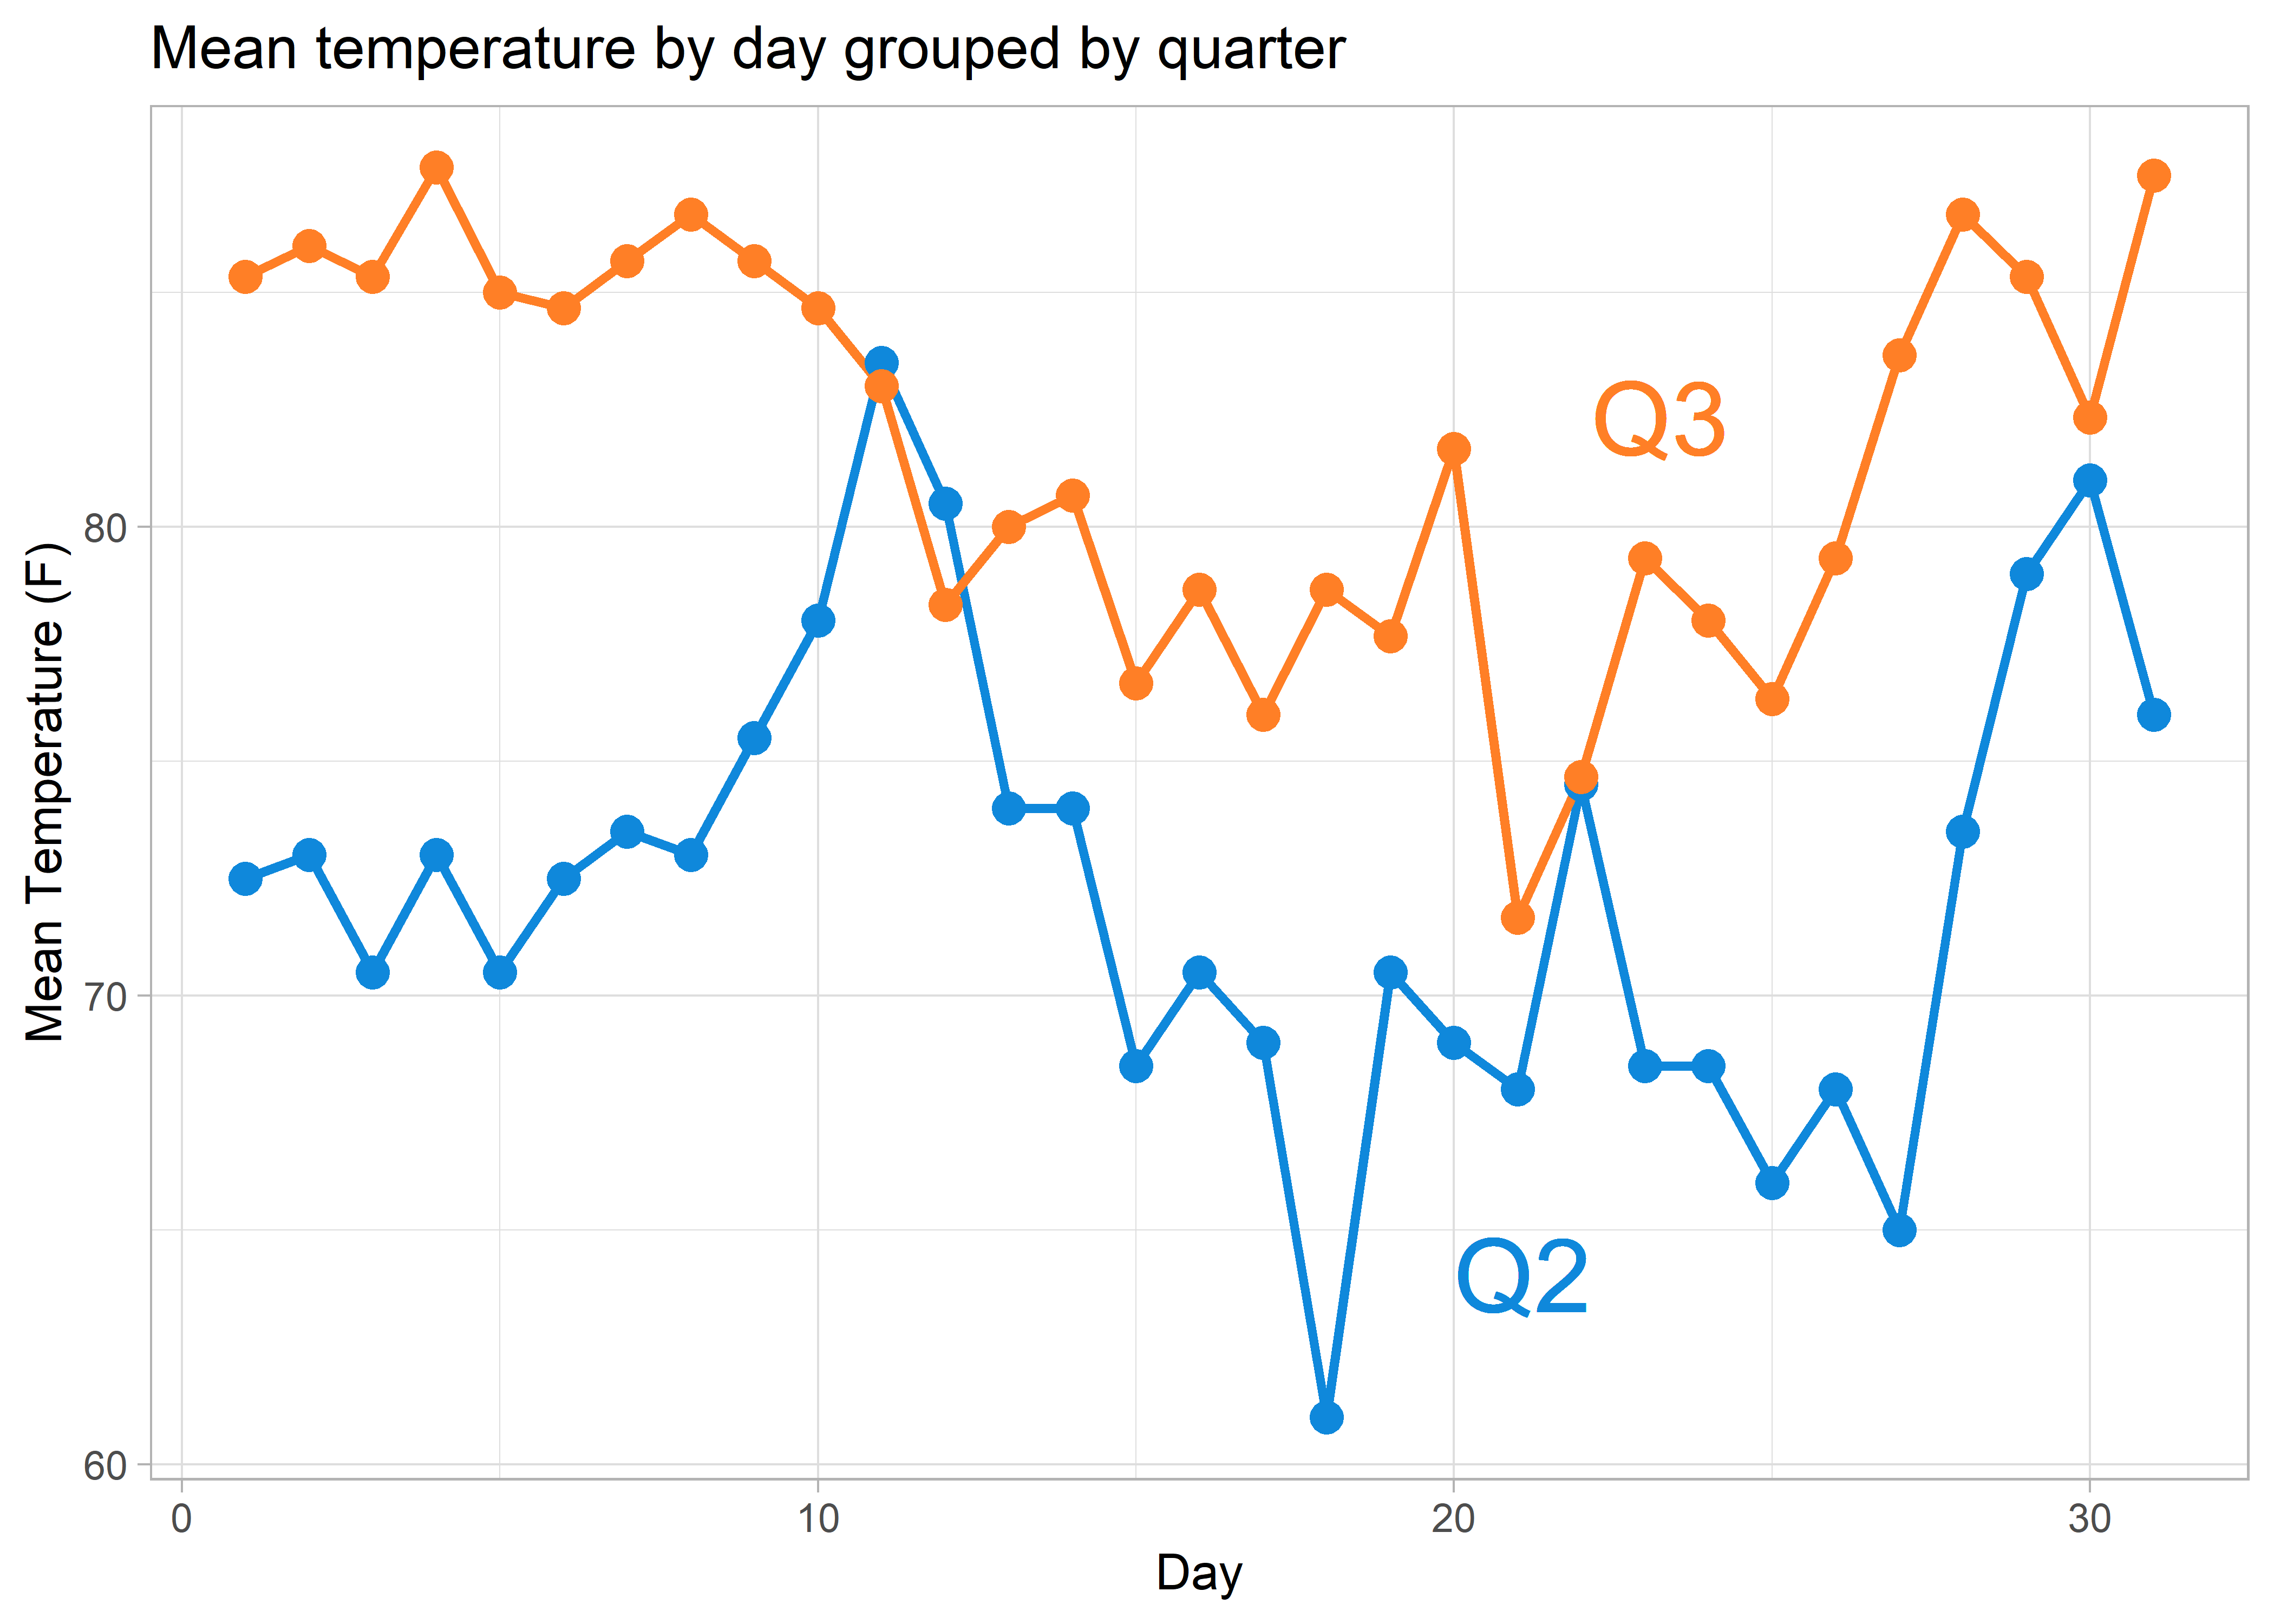 Mean temperature by day grouped by quarter
Mean Temperature (F)
80
70
60
Q3
Q2
0 10 20 30
Day